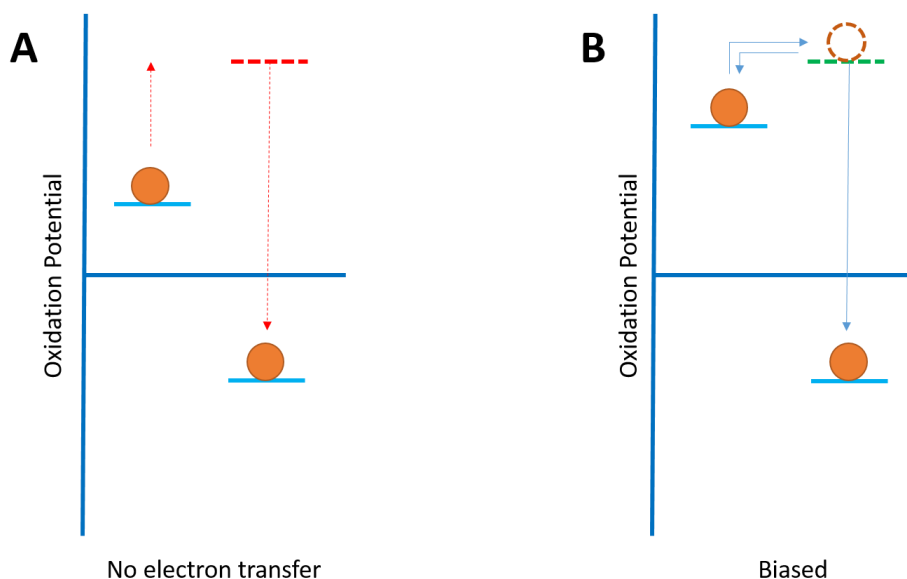 A
Oxidation Potential
No electron transfer
B
Oxidation Potential
Biased